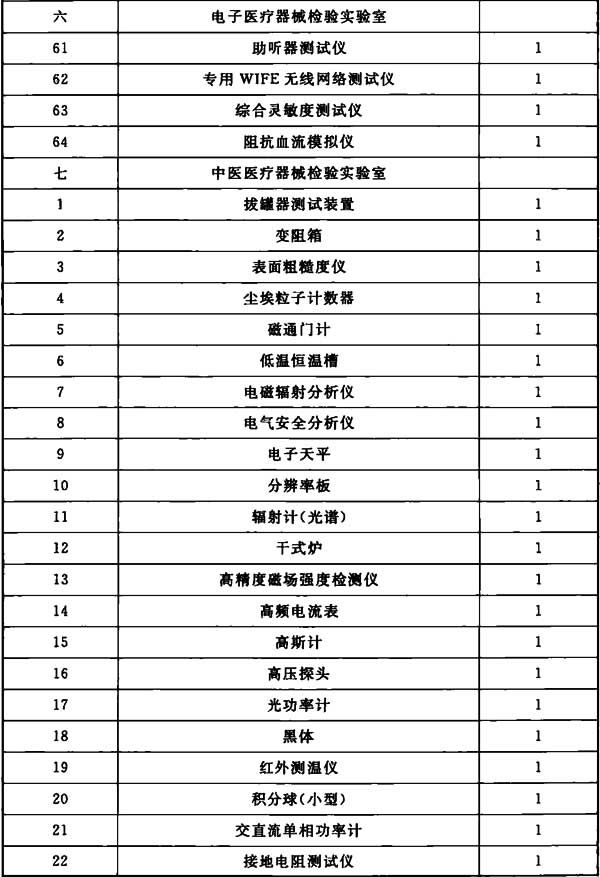 六 电子医疗器械检验实验室
61 助听器测试仪 1
62 专用 WIFE 无线网络测试仪 1
63 综合灵敏度测试仪 1
64 阻抗血流模拟仪 1
七 中医医疗器械检验实验室
1 拔罐器测试装置 1
2 变阻箱 1
3 表面粗糙度仪 1
4 尘埃粒子计数器 1
5 磁通门计 1
6 低温恒温槽 1
7 电磁辐射分析仪 1
8 电气安全分析仪 1
9 电子天平 1
10 分辨率板 1
11 辐射计(光谱) 1
12 干式炉 1
13 高精度磁场强度检测仪 1
14 高频电流表 1
15 高斯计 1
16 高压探头 1
17 光功率计 1
18 黑体 1
19 红外测温仪 1
20 积分球(小型) 1
21 交直流单相功率计 1
22 接地电阻测试仪 1